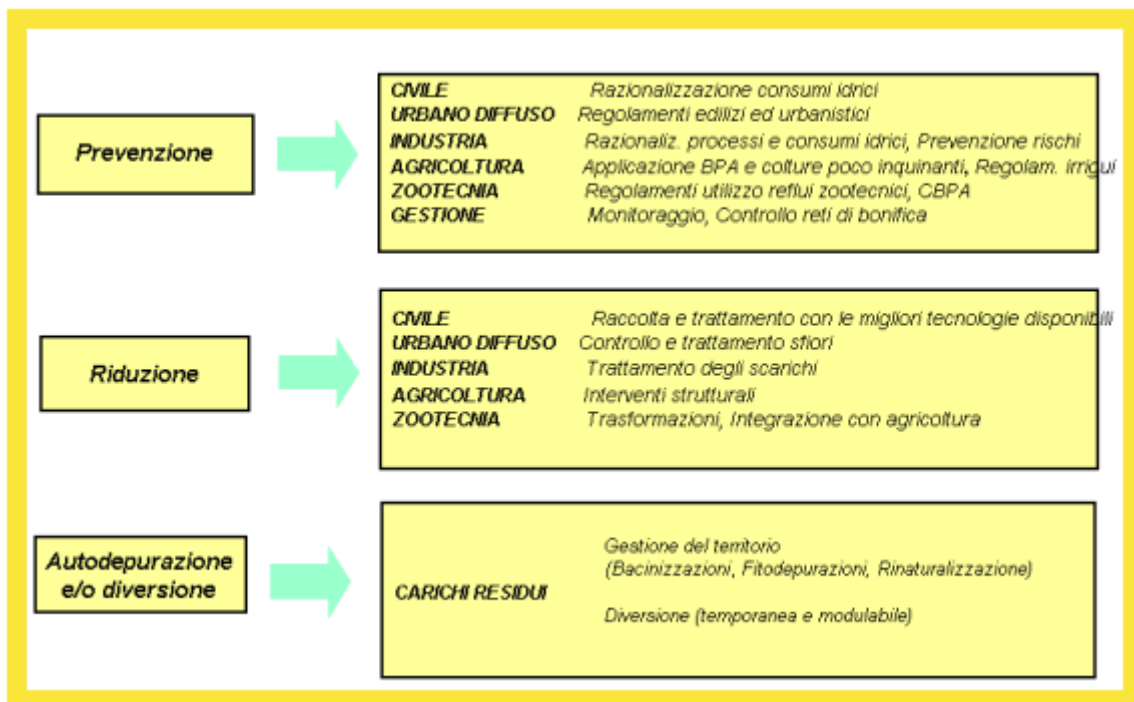 Prevenzione
CIVILE Razionalizzazione consumi idrici
URBANO DIFFUSO Regolamenti edilizi ed urbanistici
INDUSTRIA Razionaliz. processi e consumi idrici, Prevenzione rischi
AGRICOLTURA Applicazione BPA e colture poco inquinanti, Regolam. irrigui
ZOOTECNIA Regolamenti utilizzo reflui zootecnici, CBPA
GESTIONE Monitoraggio, Controllo reti di bonifica
Riduzione
CIVILE Raccolta e trattamento con le migliori tecnologie disponibili
URBANO DIFFUSO Controllo e trattamento sfiori
INDUSTRIA Trattamento degli scarichi
AGRICOLTURA Interventi strutturali
ZOOTECNIA Trasformazioni, Integrazione con agricoltura
Autodepurazione
e/o diversione
CARICHI RESIDUI
Gestione del territorio
(Bacinizzazioni, Fitodepurazioni, Rinaturalizzazione)
Diversione (temporanea e modulabile)